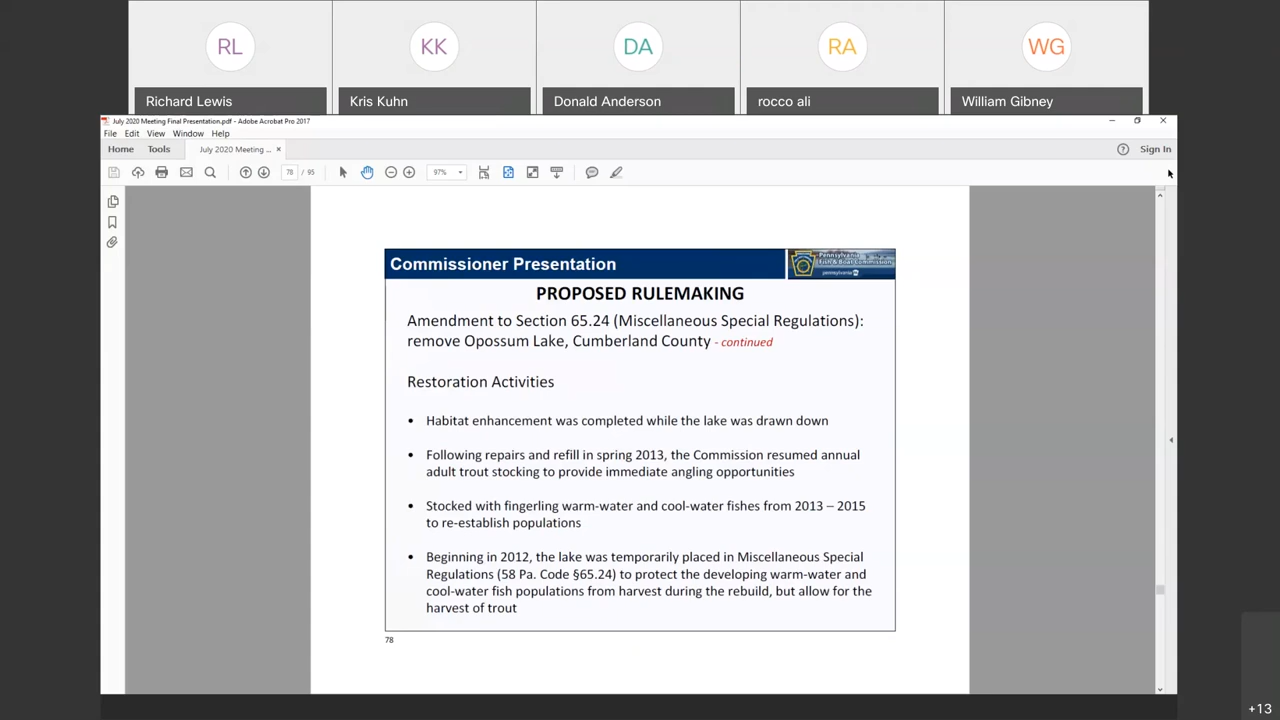 RL
KK
DA
RA
WG
Richard Lewis
Kris Kuhn
Donald Anderson
rocco ali
William Gibney
July 2020 Meeting Final Presentation.pdf - Adobe Acrobat Pro 2017
File Edit View Window Help
Home Tools July 2020 Meeting ... × Sign In
78 / 95 97%
Commissioner Presentation
Pennsylvania
Fish & Boat Commission
pennsylvania
PROPOSED RULEMAKING
Amendment to Section 65.24 (Miscellaneous Special Regulations):
remove Opossum Lake, Cumberland County - continued
Restoration Activities
• Habitat enhancement was completed while the lake was drawn down
• Following repairs and refill in spring 2013, the Commission resumed annual
adult trout stocking to provide immediate angling opportunities
• Stocked with fingerling warm-water and cool-water fishes from 2013 – 2015
to re-establish populations
• Beginning in 2012, the lake was temporarily placed in Miscellaneous Special
Regulations (58 Pa. Code §65.24) to protect the developing warm-water and
cool-water fish populations from harvest during the rebuild, but allow for the
harvest of trout
78
+13